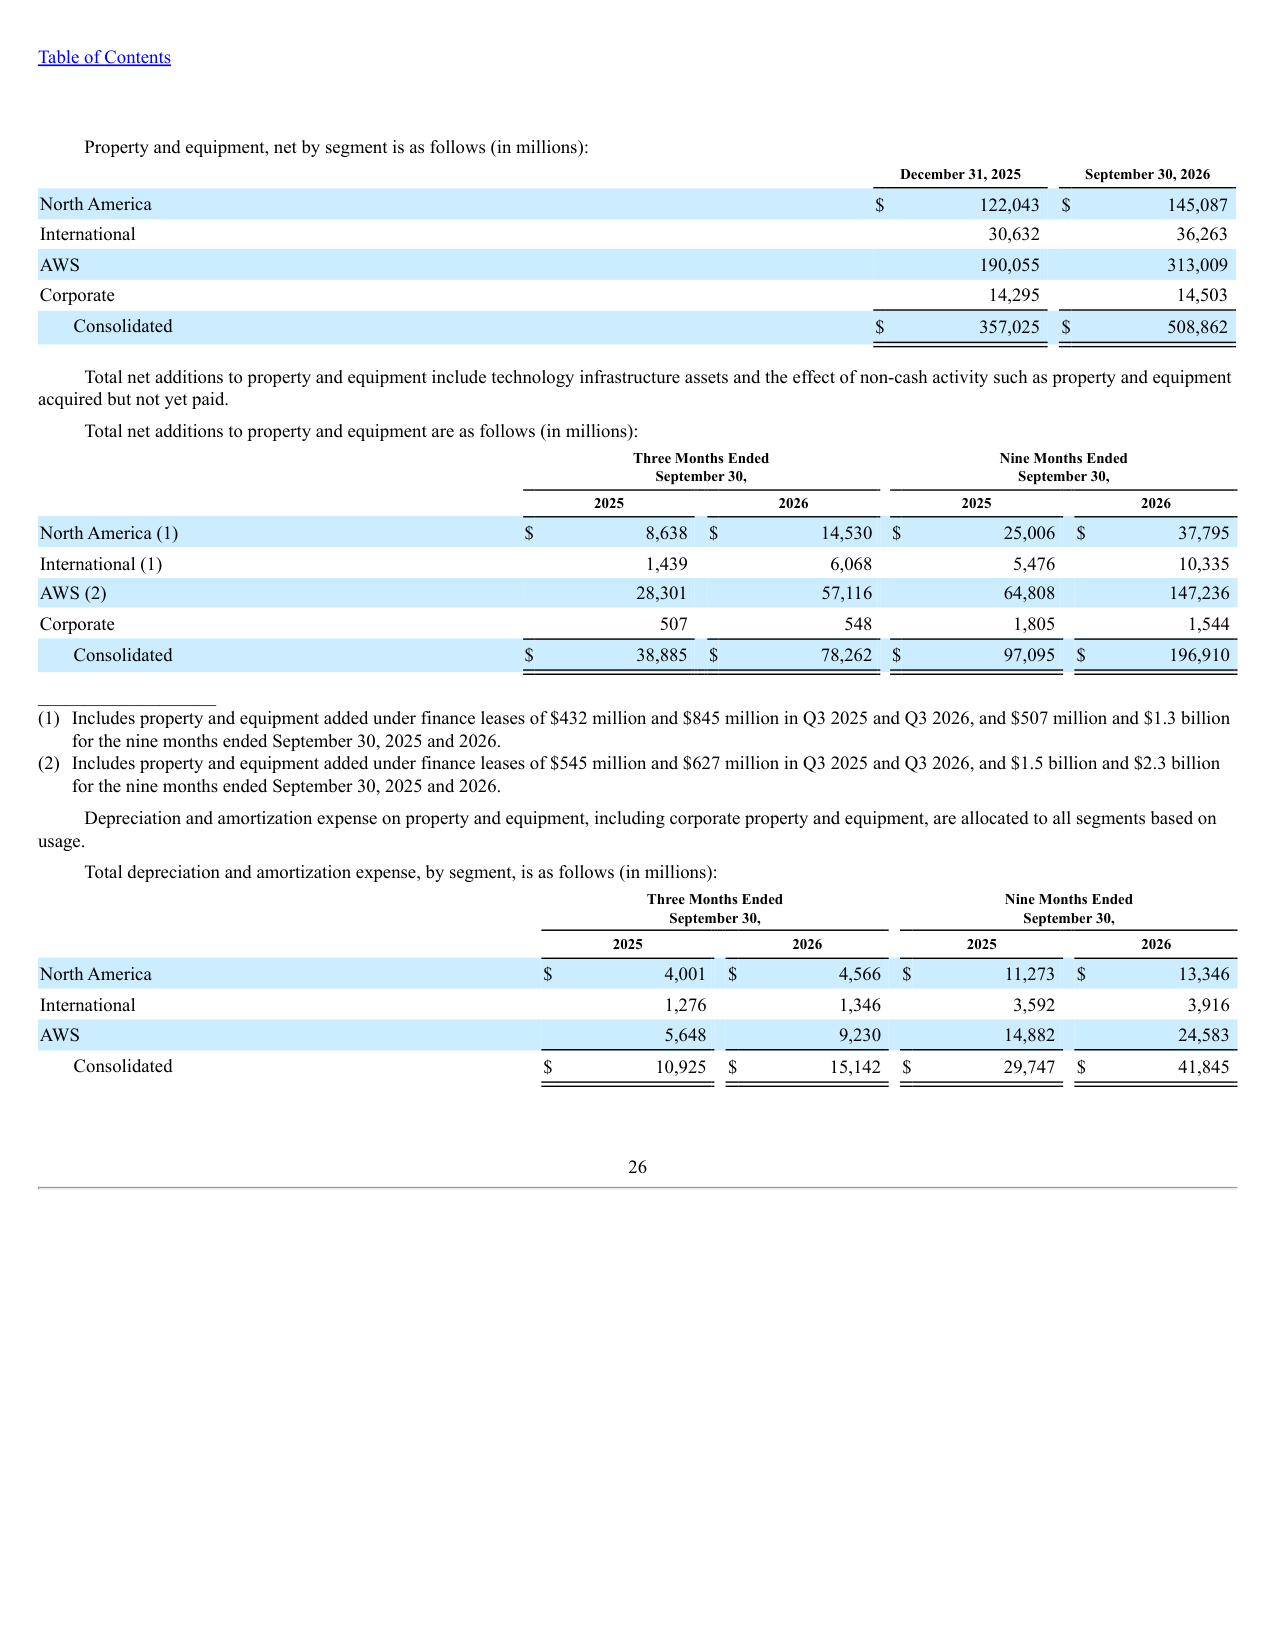 Table of Contents
Property and equipment, net by segment is as follows (in millions):
December 31, 2025 September 30, 2026
North America $ 122,043 $ 145,087
International 30,632 36,263
AWS 190,055 313,009
Corporate 14,295 14,503
Consolidated $ 357,025 $ 508,862
Total net additions to property and equipment include technology infrastructure assets and the effect of non-cash activity such as property and equipment
acquired but not yet paid.
Total net additions to property and equipment are as follows (in millions):
Three Months Ended Nine Months Ended
September 30, September 30,
2025 2026 2025 2026
North America (1) $ 8,638 $ 14,530 $ 25,006 $ 37,795
International (1) 1,439 6,068 5,476 10,335
AWS (2) 28,301 57,116 64,808 147,236
Corporate 507 548 1,805 1,544
Consolidated $ 38,885 $ 78,262 $ 97,095 $ 196,910
(1) Includes property and equipment added under finance leases of $432 million and $845 million in Q3 2025 and Q3 2026, and $507 million and $1.3 billion
for the nine months ended September 30, 2025 and 2026.
(2) Includes property and equipment added under finance leases of $545 million and $627 million in Q3 2025 and Q3 2026, and $1.5 billion and $2.3 billion
for the nine months ended September 30, 2025 and 2026.
Depreciation and amortization expense on property and equipment, including corporate property and equipment, are allocated to all segments based on
usage.
Total depreciation and amortization expense, by segment, is as follows (in millions):
Three Months Ended Nine Months Ended
September 30, September 30,
2025 2026 2025 2026
North America $ 4,001 $ 4,566 $ 11,273 $ 13,346
International 1,276 1,346 3,592 3,916
AWS 5,648 9,230 14,882 24,583
Consolidated $ 10,925 $ 15,142 $ 29,747 $ 41,845
26